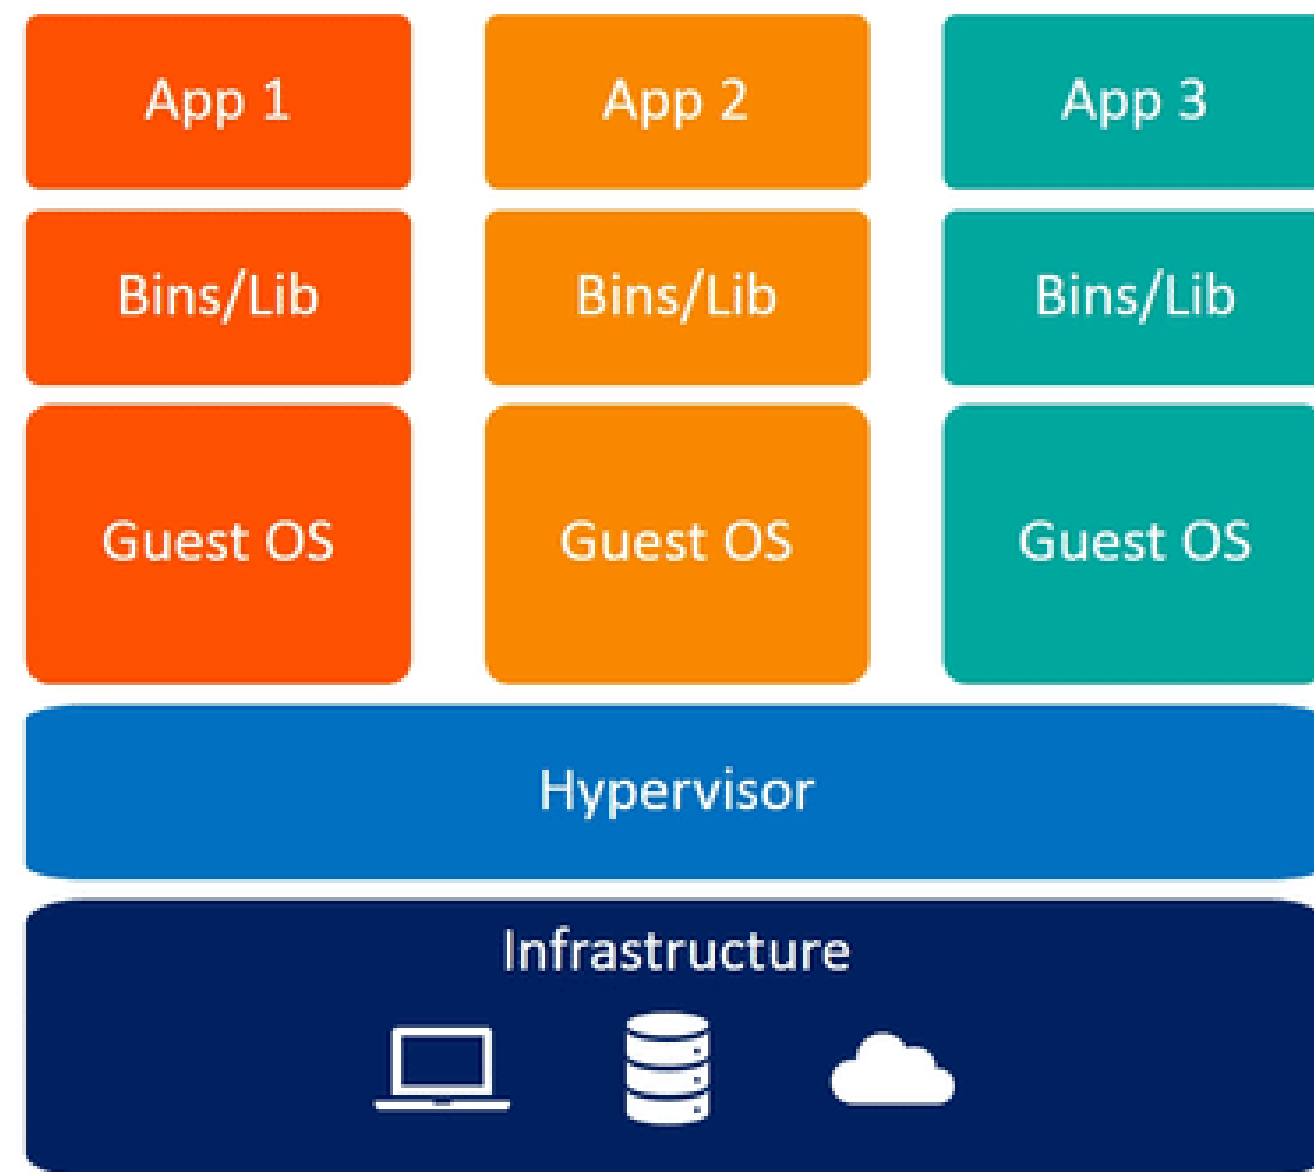 App 1
App 2
App 3
Bins/Lib
Bins/Lib
Bins/Lib
Guest OS
Guest OS
Guest OS
Hypervisor
Infrastructure